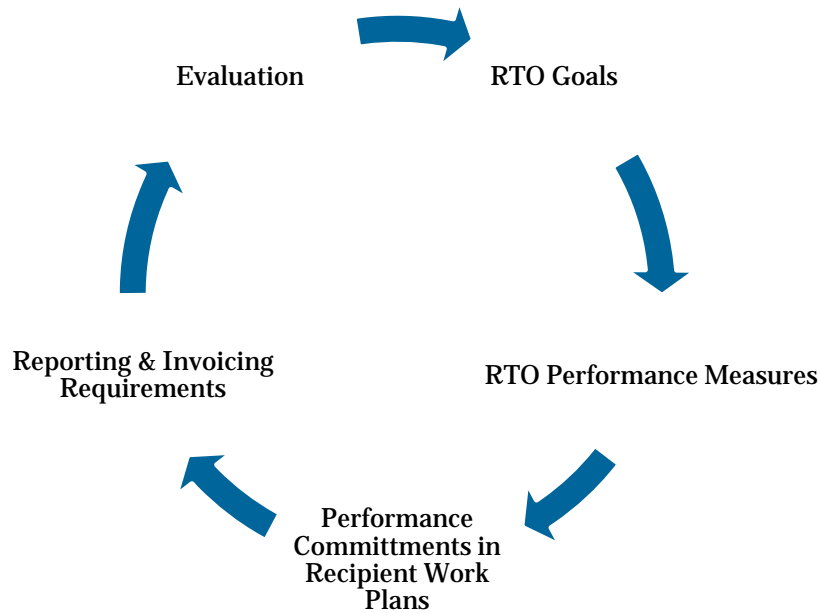 Evaluation
RTO Goals
RTO Performance Measures
Performance
Committments in
Recipient Work
Plans
Reporting & Invoicing
Requirements